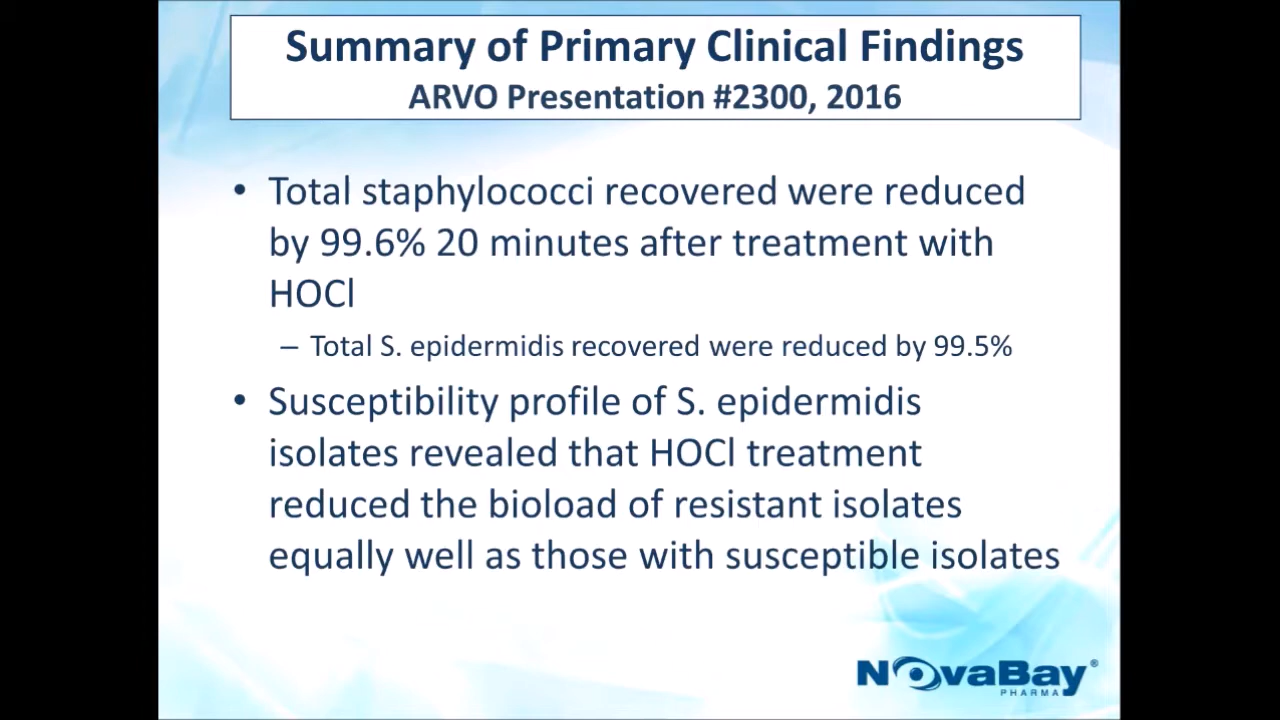 Summary of Primary Clinical Findings
ARVO Presentation #2300, 2016
• Total staphylococci recovered were reduced
by 99.6% 20 minutes after treatment with
HOCl
– Total S. epidermidis recovered were reduced by 99.5%
• Susceptibility profile of S. epidermidis
isolates revealed that HOCl treatment
reduced the bioload of resistant isolates
equally well as those with susceptible isolates
NovaBay®
PHARMA